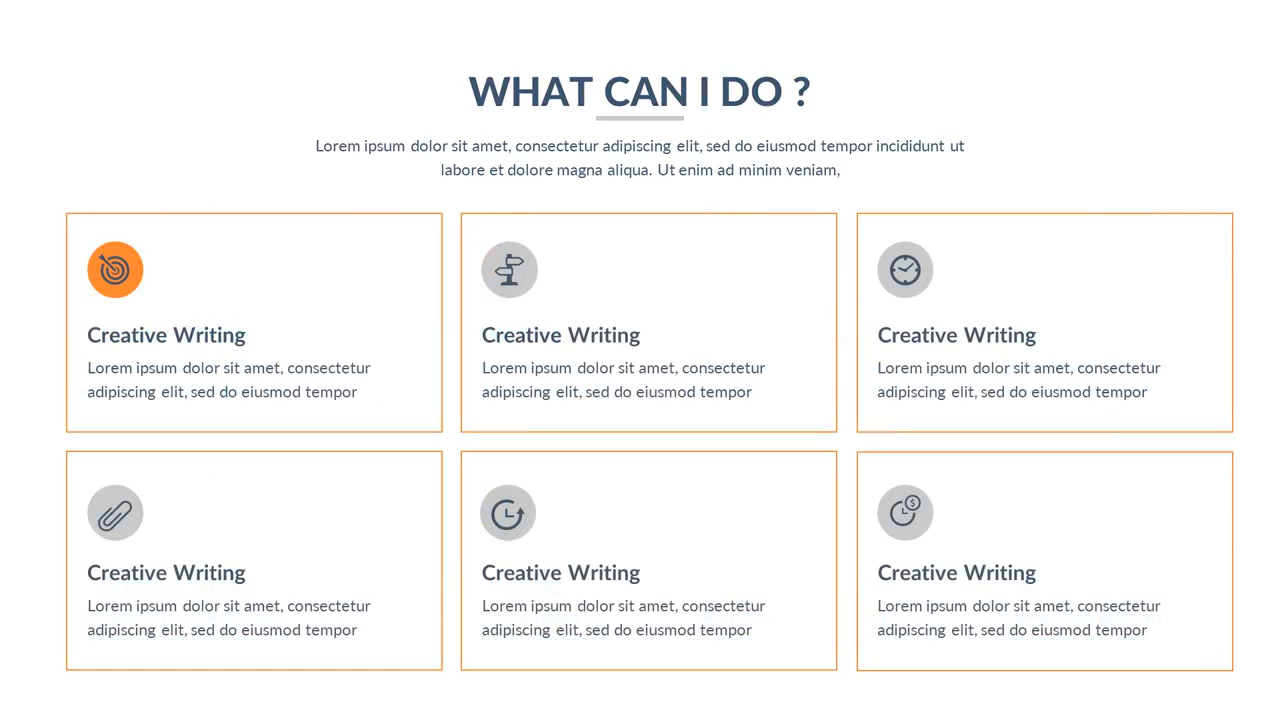 WHAT CAN I DO ?
Lorem ipsum dolor sit amet, consectetur adipiscing elit, sed do eiusmod tempor incididunt ut
labore et dolore magna aliqua. Ut enim ad minim veniam,
Creative Writing
Lorem ipsum dolor sit amet, consectetur
adipiscing elit, sed do eiusmod tempor
Creative Writing
Lorem ipsum dolor sit amet, consectetur
adipiscing elit, sed do eiusmod tempor
Creative Writing
Lorem ipsum dolor sit amet, consectetur
adipiscing elit, sed do eiusmod tempor
Creative Writing
Lorem ipsum dolor sit amet, consectetur
adipiscing elit, sed do eiusmod tempor
Creative Writing
Lorem ipsum dolor sit amet, consectetur
adipiscing elit, sed do eiusmod tempor
$
Creative Writing
Lorem ipsum dolor sit amet, consectetur
adipiscing elit, sed do eiusmod tempor